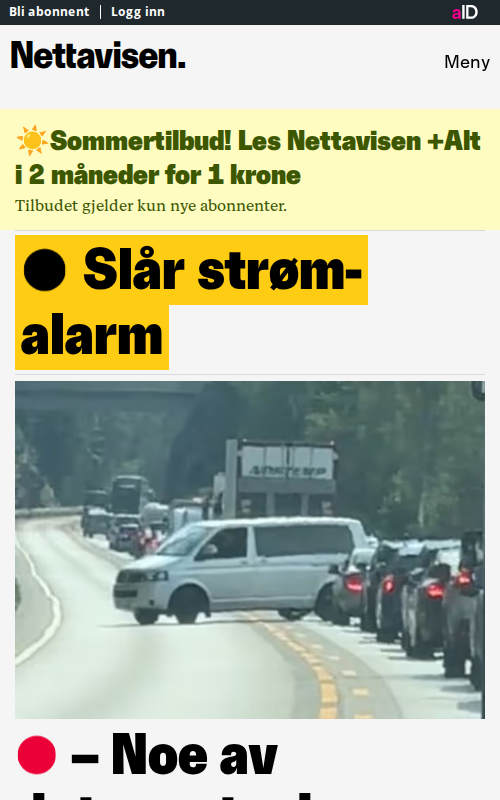 Bli abonnent | Logg inn
aID
Nettavisen.
Meny
☀️Sommertilbud! Les Nettavisen +Alt
i 2 måneder for 1 krone
Tilbudet gjelder kun nye abonnenter.
● Slår strøm-
alarm
– Noe av